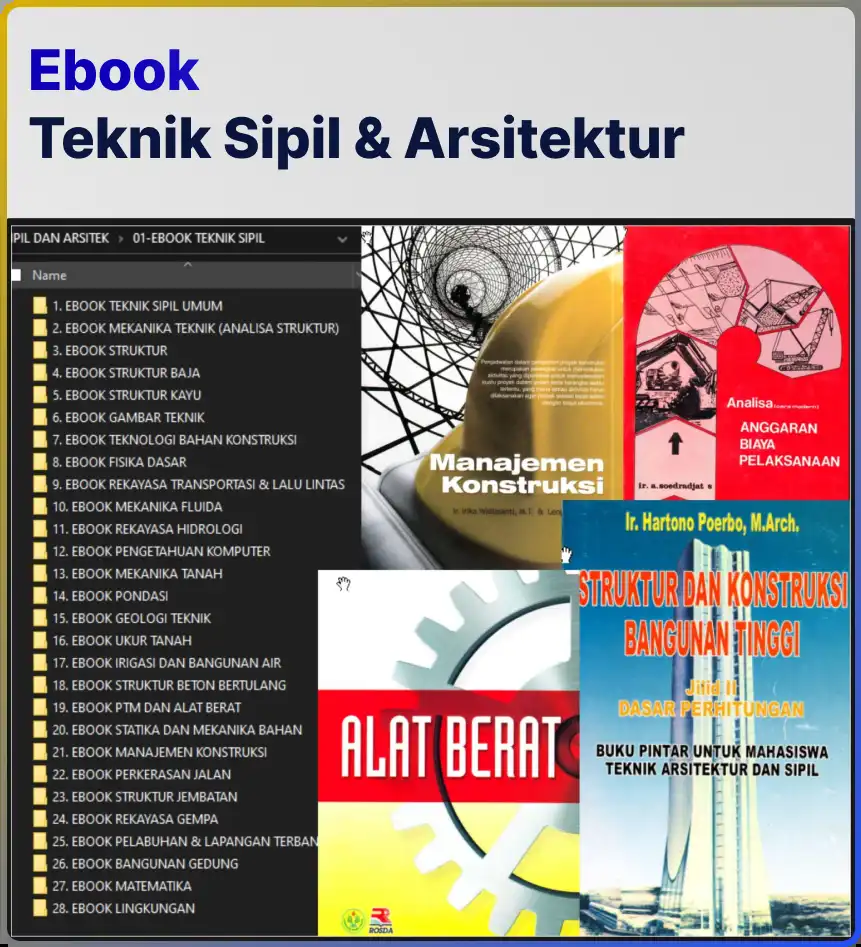 Ebook
Teknik Sipil & Arsitektur
PIL DAN ARSITEK › 01-EBOOK TEKNIK SIPIL
Name
1. EBOOK TEKNIK SIPIL UMUM
2. EBOOK MEKANIKA TEKNIK (ANALISA STRUKTUR)
3. EBOOK STRUKTUR
4. EBOOK STRUKTUR BAJA
5. EBOOK STRUKTUR KAYU
6. EBOOK GAMBAR TEKNIK
7. EBOOK TEKNOLOGI BAHAN KONSTRUKSI
8. EBOOK FISIKA DASAR
9. EBOOK REKAYASA TRANSPORTASI & LALU LINTAS
10. EBOOK MEKANIKA FLUIDA
11. EBOOK REKAYASA HIDROLOGI
12. EBOOK PENGETAHUAN KOMPUTER
13. EBOOK MEKANIKA TANAH
14. EBOOK PONDASI
15. EBOOK GEOLOGI TEKNIK
16. EBOOK UKUR TANAH
17. EBOOK IRIGASI DAN BANGUNAN AIR
18. EBOOK STRUKTUR BETON BERTULANG
19. EBOOK PTM DAN ALAT BERAT
20. EBOOK STATIKA DAN MEKANIKA BAHAN
21. EBOOK MANAJEMEN KONSTRUKSI
22. EBOOK PERKERASAN JALAN
23. EBOOK STRUKTUR JEMBATAN
24. EBOOK REKAYASA GEMPA
25. EBOOK PELABUHAN & LAPANGAN TERBAN
26. EBOOK BANGUNAN GEDUNG
27. EBOOK MATEMATIKA
28. EBOOK LINGKUNGAN
Manajemen
Konstruksi
Analisa (cara modern)
ANGGARAN
BIAYA
PELAKSANAAN
ir. a. soedradjat s
Ir. Hartono Poerbo, M.Arch.
STRUKTUR DAN KONSTRUKSI
BANGUNAN TINGGI
Jilid II
DASAR PERHITUNGAN
BUKU PINTAR UNTUK MAHASISWA
TEKNIK ARSITEKTUR DAN SIPIL
ALAT BERAT
ROSDA